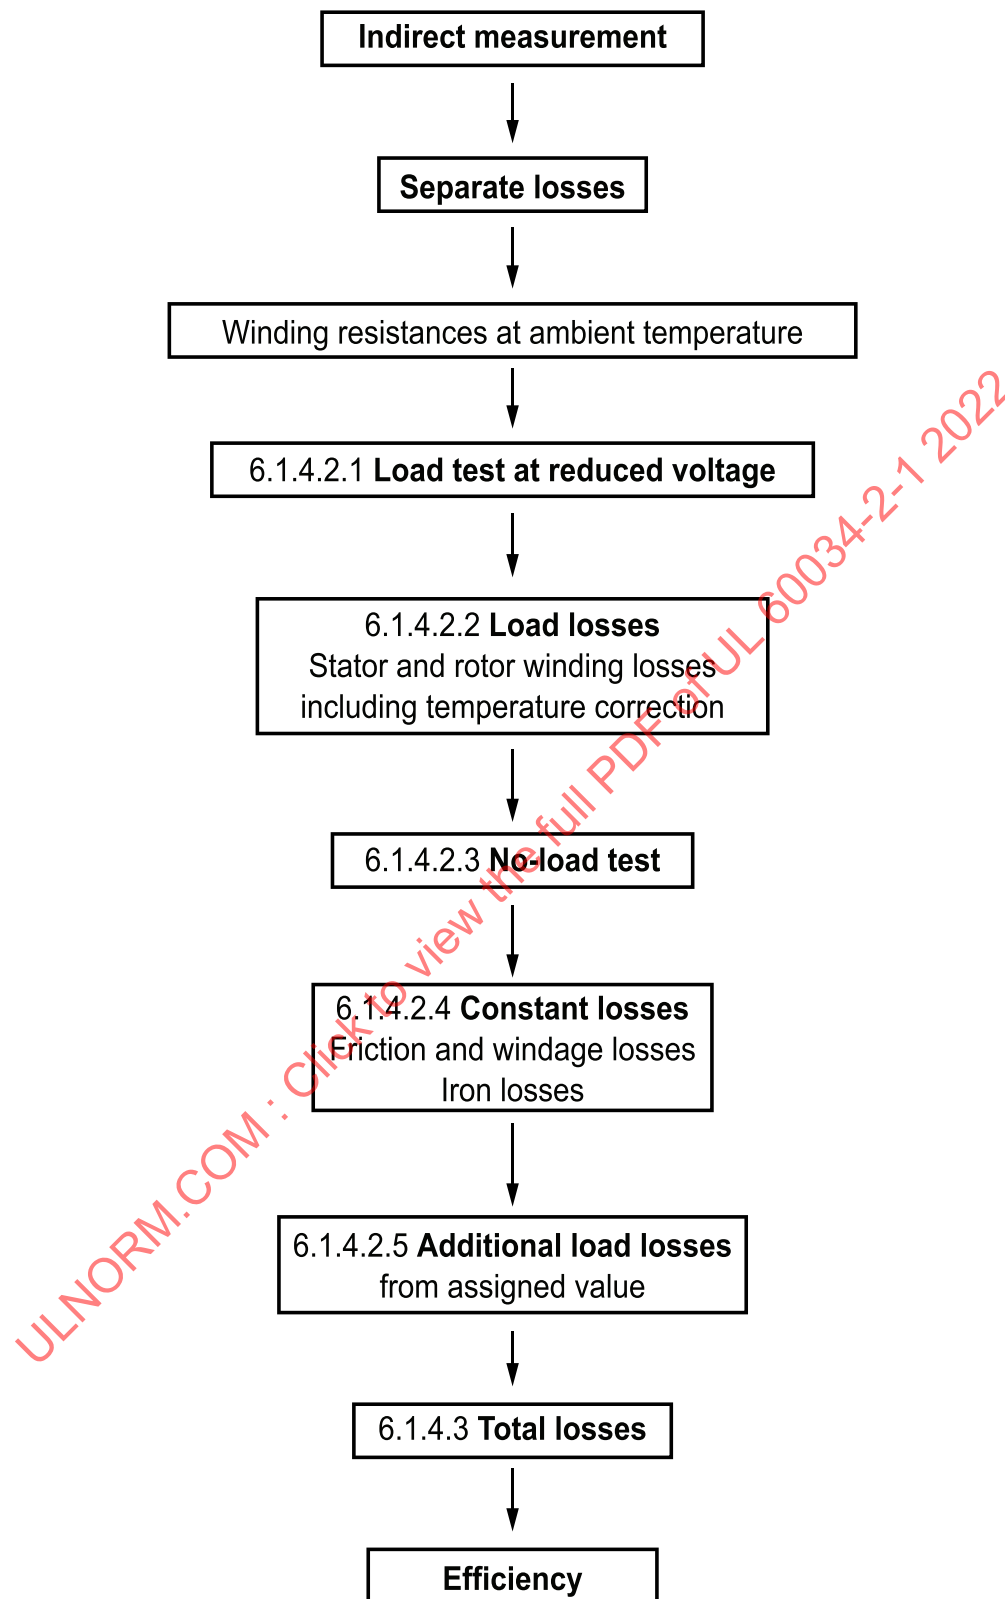 Indirect measurement
Separate losses
Winding resistances at ambient temperature
6.1.4.2.1 Load test at reduced voltage
6.1.4.2.2 Load losses
Stator and rotor winding losses
including temperature correction
6.1.4.2.3 No-load test
6.1.4.2.4 Constant losses
Friction and windage losses
Iron losses
6.1.4.2.5 Additional load losses
from assigned value
6.1.4.3 Total losses
Efficiency
ULNORM.COM : Click to view the full PDF of UL 60034-2-1 2022